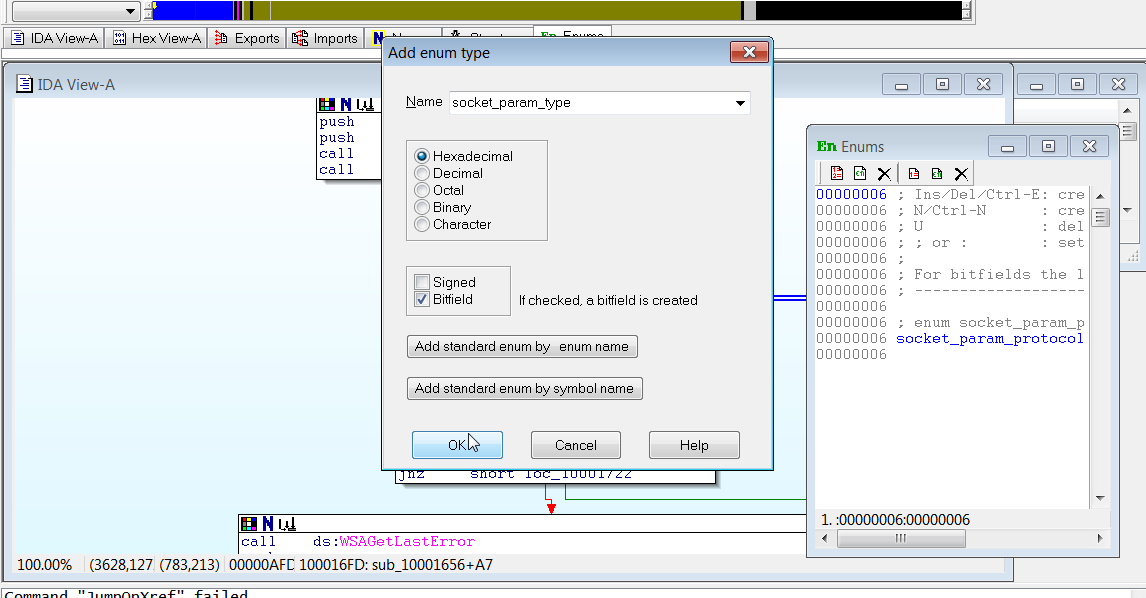 IDA View-A
Hex View-A
Exports
Imports
N
En Enums
Add enum type
IDA View-A
Name
socket_param_type
push
push
call
call
Hexadecimal
Decimal
Octal
Binary
Character
Signed
Bitfield
If checked, a bitfield is created
Add standard enum by enum name
Add standard enum by symbol name
OK
Cancel
Help
En Enums
00000006 ; Ins/Del/Ctrl-E: cre
00000006 ; N/Ctrl-N : cre
00000006 ; U : del
00000006 ; ; or : : set
00000006 ;
00000006 ; For bitfields the l
00000006 ; -------------------
00000006
00000006 ; enum socket_param_p
00000006 socket_param_protocol
00000006
1. :00000006:00000006
jnz short loc_10001722
call ds:WSAGetLastError
100.00% (3628,127 (783,213) 00000AFD 100016FD: sub_10001656+A7
Command "JumpOpXref" failed